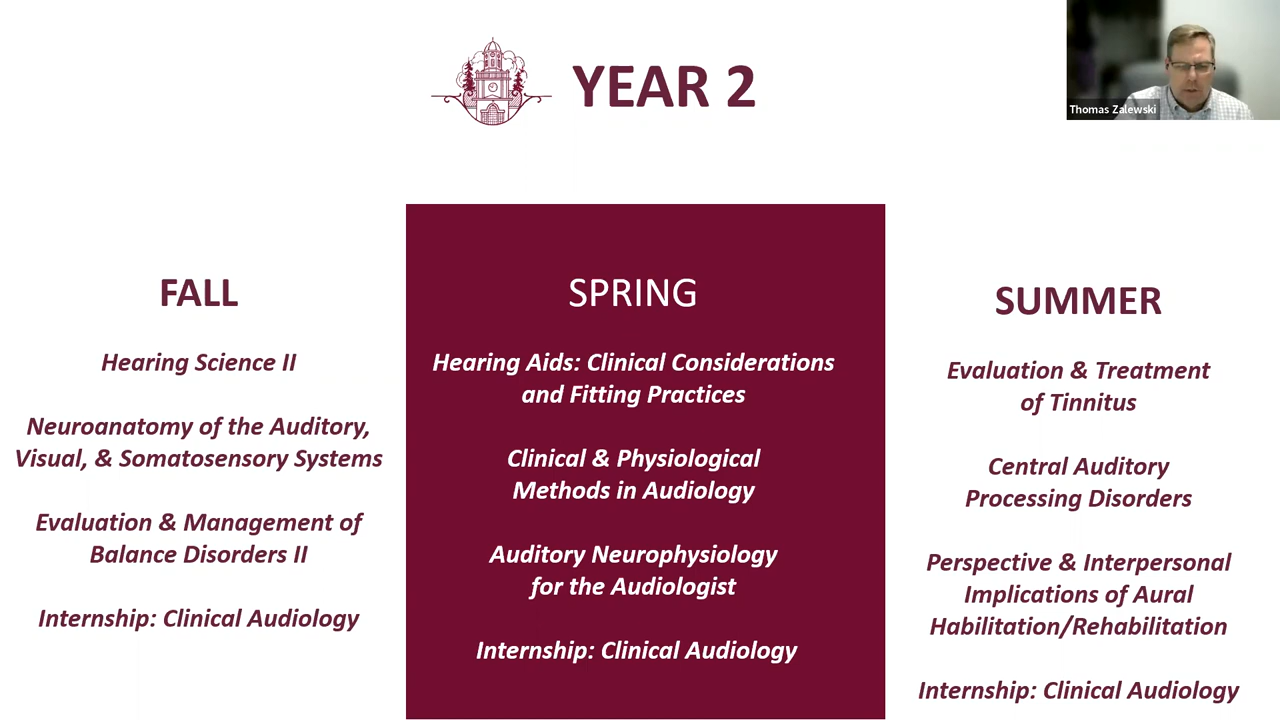 YEAR 2
Thomas Zalewski
FALL
Hearing Science II
Neuroanatomy of the Auditory,
Visual, & Somatosensory Systems
Evaluation & Management of
Balance Disorders II
Internship: Clinical Audiology
SPRING
Hearing Aids: Clinical Considerations
and Fitting Practices
Clinical & Physiological
Methods in Audiology
Auditory Neurophysiology
for the Audiologist
Internship: Clinical Audiology
SUMMER
Evaluation & Treatment
of Tinnitus
Central Auditory
Processing Disorders
Perspective & Interpersonal
Implications of Aural
Habilitation/Rehabilitation
Internship: Clinical Audiology